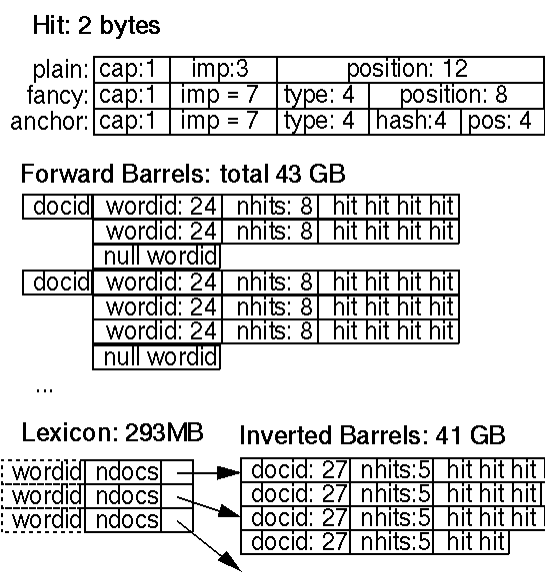 Hit: 2 bytes
plain: cap:1 imp:3 position: 12
fancy: cap:1 imp = 7 type: 4 position: 8
anchor: cap:1 imp = 7 type: 4 hash:4 pos: 4
Forward Barrels: total 43 GB
docid wordid: 24 nhits: 8 hit hit hit hit
wordid: 24 nhits: 8 hit hit hit hit
null wordid
docid wordid: 24 nhits: 8 hit hit hit hit
wordid: 24 nhits: 8 hit hit hit hit
wordid: 24 nhits: 8 hit hit hit hit
null wordid
...
Lexicon: 293MB Inverted Barrels: 41 GB
wordid ndocs docid: 27 nhits:5 hit hit hit
wordid ndocs docid: 27 nhits:5 hit hit hit
wordid ndocs docid: 27 nhits:5 hit hit hit
docid: 27 nhits:5 hit hit